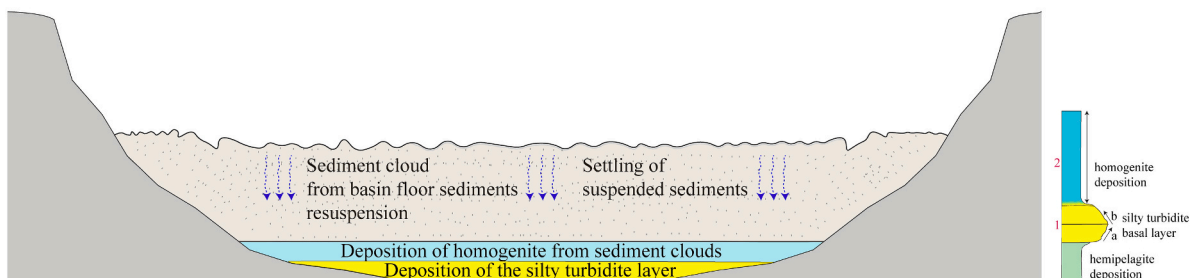 Sediment cloud
from basin floor sediments
resuspension
Settling of
suspended sediments
Deposition of homogenite from sediment clouds
Deposition of the silty turbidite layer
2
homogenite
deposition
1
b
a
silty turbidite
basal layer
hemipelagite
deposition